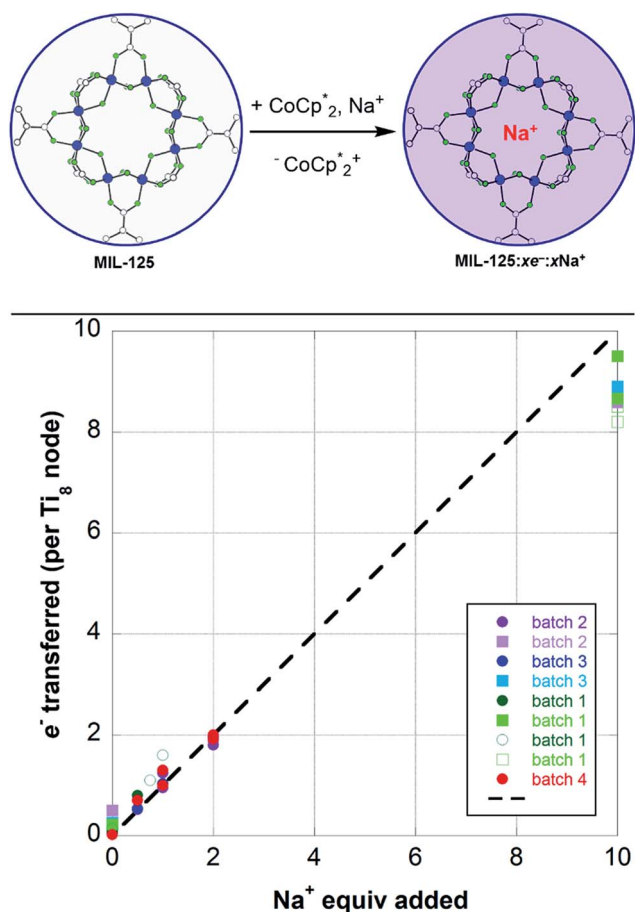 + CoCp*2, Na+
- CoCp*2+
Na+
MIL-125
MIL-125:xe−:xNa+
10
8
6
4
2
0
e- transferred (per Ti8 node)
batch 2
batch 2
batch 3
batch 3
batch 1
batch 1
batch 1
batch 1
batch 4
0 2 4 6 8 10
Na+ equiv added